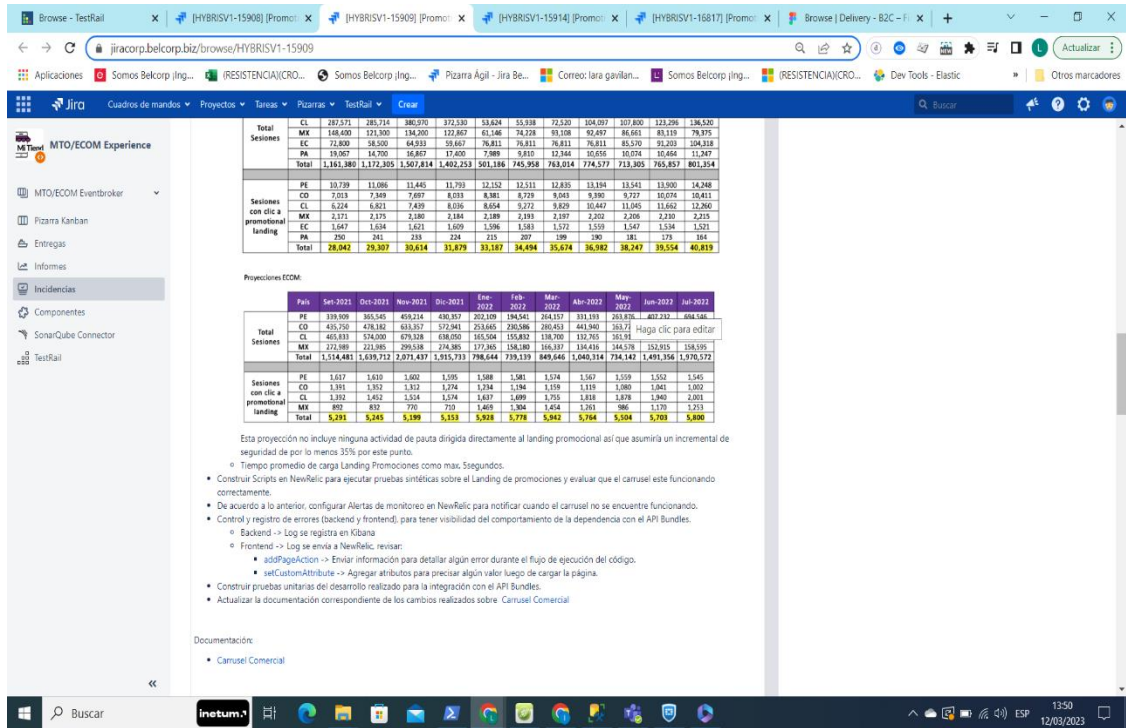 Browse - TestRail
[HYBRISV1-15908] [Promoti
[HYBRISV1-15909] [Promot
[HYBRISV1-15914] [Promot
[HYBRISV1-16817] [Promot
Browse | Delivery - B2C – F
jiracorp.belcorp.biz/browse/HYBRISV1-15909
Actualizar
Aplicaciones
Somos Belcorp ¡Ing...
(RESISTENCIA)(CRO...
Somos Belcorp ¡Ing...
Pizarra Ágil - Jira Be...
Correo: lara gavilan...
Somos Belcorp ¡Ing...
(RESISTENCIA)(CRO...
Dev Tools - Elastic
»
Otros marcadores
Jira
Cuadros de mandos
Proyectos
Tareas
Pizarras
TestRail
Crear
Buscar
MTO/ECOM Experience
MTO/ECOM Eventbroker
Pizarra Kanban
Entregas
Informes
Incidencias
Componentes
SonarQube Connector
TestRail
Total Sesiones
CL 287,571 285,714 380,970 372,530 53,624 55,938 72,520 104,097 107,800 123,296 136,520
MX 148,400 121,300 134,200 122,867 61,146 74,228 93,108 92,497 86,661 83,119 79,375
EC 72,800 58,500 64,933 59,667 76,811 76,811 76,811 76,811 85,570 91,203 104,318
PA 19,067 14,700 16,867 17,400 7,989 9,810 12,344 10,656 10,074 10,464 11,247
Total 1,161,380 1,172,305 1,507,814 1,402,253 501,186 745,958 763,014 774,577 713,305 765,857 801,354
Sesiones con clic a promotional landing
PE 10,739 11,086 11,445 11,793 12,152 12,511 12,835 13,194 13,541 13,900 14,248
CO 7,013 7,349 7,697 8,033 8,381 8,729 9,043 9,390 9,727 10,074 10,411
CL 6,224 6,821 7,439 8,036 8,654 9,272 9,829 10,447 11,045 11,662 12,260
MX 2,171 2,175 2,180 2,184 2,189 2,193 2,197 2,202 2,206 2,210 2,215
EC 1,647 1,634 1,621 1,609 1,596 1,583 1,572 1,559 1,547 1,534 1,521
PA 250 241 233 224 215 207 199 190 181 173 164
Total 28,042 29,307 30,614 31,879 33,187 34,494 35,674 36,982 38,247 39,554 40,819
Proyecciones ECOM:
País Set-2021 Oct-2021 Nov-2021 Dic-2021 Ene-2022 Feb-2022 Mar-2022 Abr-2022 May-2022 Jun-2022 Jul-2022
Total Sesiones
PE 339,909 365,545 459,214 430,357 202,109 194,541 264,157 331,193 263,876 407,232 694,546
CO 435,750 478,182 633,357 572,941 253,665 230,586 280,453 441,940 163,7
Haga clic para editar
CL 465,833 574,000 679,328 638,050 165,504 155,832 138,700 132,765 161,91
MX 272,989 221,985 299,538 274,385 177,365 158,180 166,337 134,416 144,578 152,915 158,595
Total 1,514,481 1,639,712 2,071,437 1,915,733 798,644 739,139 849,646 1,040,314 734,142 1,491,356 1,970,572
Sesiones con clic a promotional landing
PE 1,617 1,610 1,602 1,595 1,588 1,581 1,574 1,567 1,559 1,552 1,545
CO 1,391 1,352 1,312 1,274 1,234 1,194 1,159 1,119 1,080 1,041 1,002
CL 1,392 1,452 1,514 1,574 1,637 1,699 1,755 1,818 1,878 1,940 2,001
MX 892 832 770 710 1,469 1,304 1,454 1,261 986 1,170 1,253
Total 5,291 5,245 5,199 5,153 5,928 5,778 5,942 5,764 5,504 5,703 5,800
Esta proyección no incluye ninguna actividad de pauta dirigida directamente al landing promocional así que asumiría un incremental de
seguridad de por lo menos 35% por este punto.
Tiempo promedio de carga Landing Promociones como max, 5segundos.
Construir Scripts en NewRelic para ejecutar pruebas sintéticas sobre el Landing de promociones y evaluar que el carrusel este funcionando
correctamente.
De acuerdo a lo anterior, configurar Alertas de monitoreo en NewRelic para notificar cuando el carrusel no se encuentre funcionando.
Control y registro de errores (backend y frontend), para tener visibilidad del comportamiento de la dependencia con el API Bundles.
Backend -> Log se registra en Kibana
Frontend -> Log se envía a NewRelic, revisar:
addPageAction -> Enviar información para detallar algún error durante el flujo de ejecución del código.
setCustomAttribute -> Agregar atributos para precisar algún valor luego de cargar la página.
Construir pruebas unitarias del desarrollo realizado para la integración con el API Bundles.
Actualizar la documentación correspondiente de los cambios realizados sobre Carrusel Comercial
Documentación:
Carrusel Comercial
«
Buscar
inetum.
ESP
13:50
12/03/2023